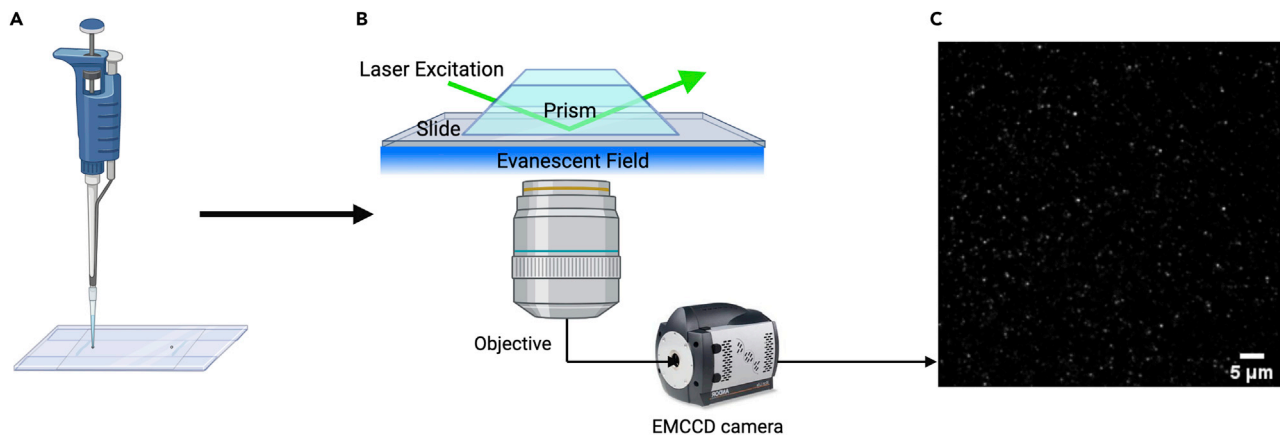 A
B
C
Laser Excitation
Prism
Slide
Evanescent Field
Objective
EMCCD camera
5 μm